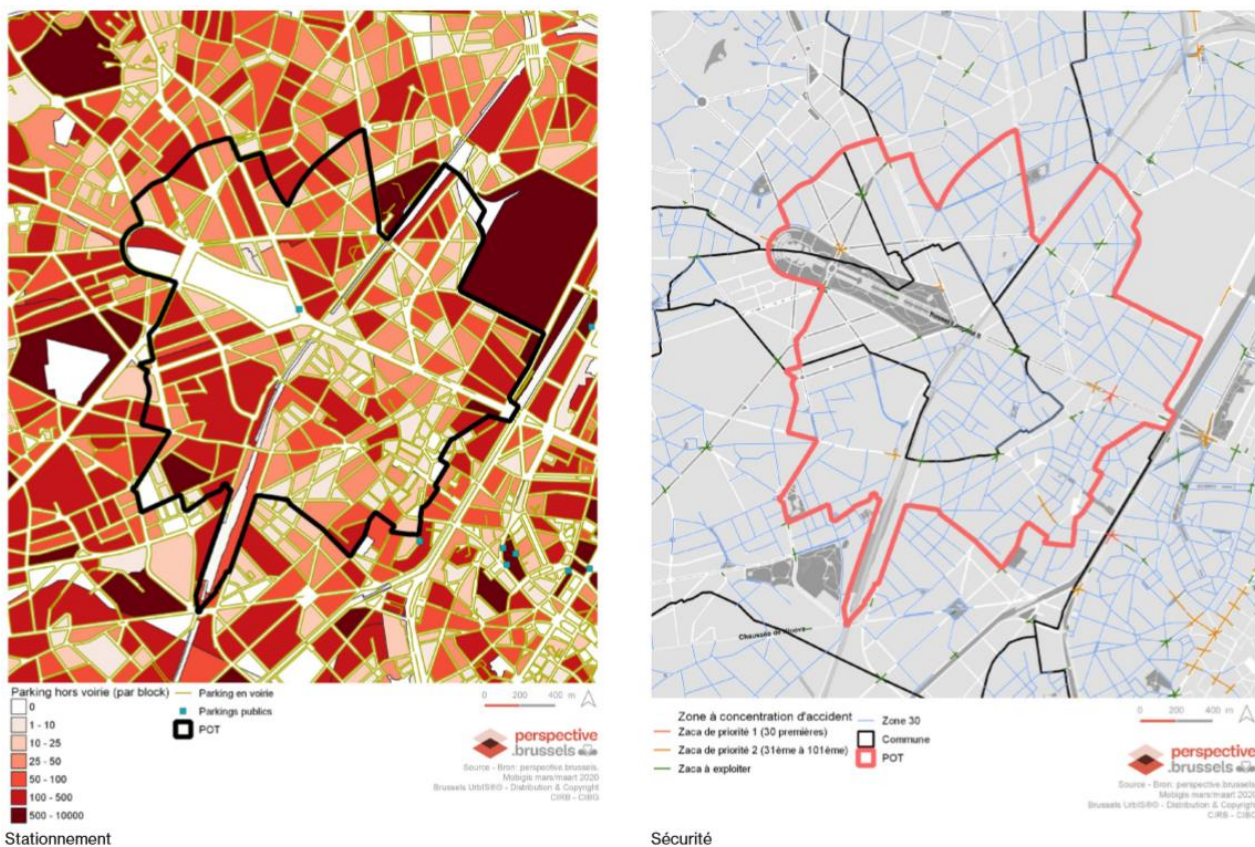 Parking hors voirie (par block)
0
1 - 10
10 - 25
25 - 50
50 - 100
100 - 500
500 - 10000
Parking en voirie
Parkings publics
POT
0 200 400 m
perspective
.brussels
Source - Bron: perspective.brussels.
Mobigis mars/maart 2020
Brussels UrbIS®© - Distribution & Copyright
CIRB - CIBG
Stationnement
Chaussée de Ninove
Zone à concentration d'accident
Zaca de priorité 1 (30 premières)
Zaca de priorité 2 (31ème à 101ème)
Zaca à exploiter
Zone 30
Commune
POT
0 200 400 m
perspective
.brussels
Source - Bron: perspective.brussels
Mobigis mars/maart 2020
Brussels UrbIS®© - Distribution & Copyright
CIRB - CIBG
Sécurité